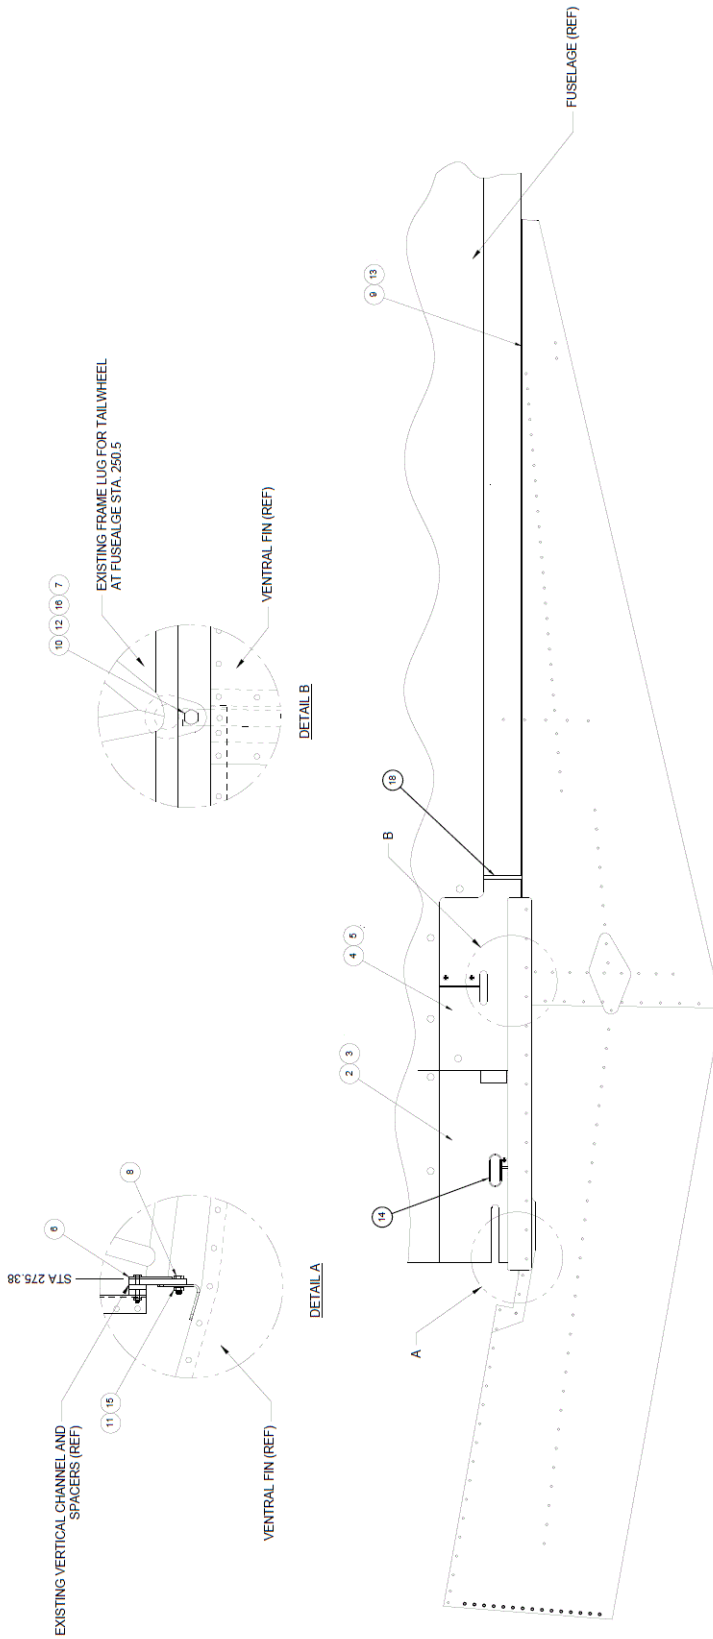 EXISTING VERTICAL CHANNEL AND
SPACERS (REF)
STA 275.38
6
8
11 15
VENTRAL FIN (REF)
DETAIL A
10 12 16 7
EXISTING FRAME LUG FOR TAILWHEEL
AT FUSEALGE STA. 250.5
VENTRAL FIN (REF)
DETAIL B
A
14
2 3
4 5
B
18
9 13
FUSELAGE (REF)